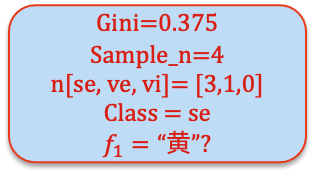 Gini=0.375
Sample_n=4
n[se, ve, vi]= [3,1,0]
Class = se
f₁ = “黄”?